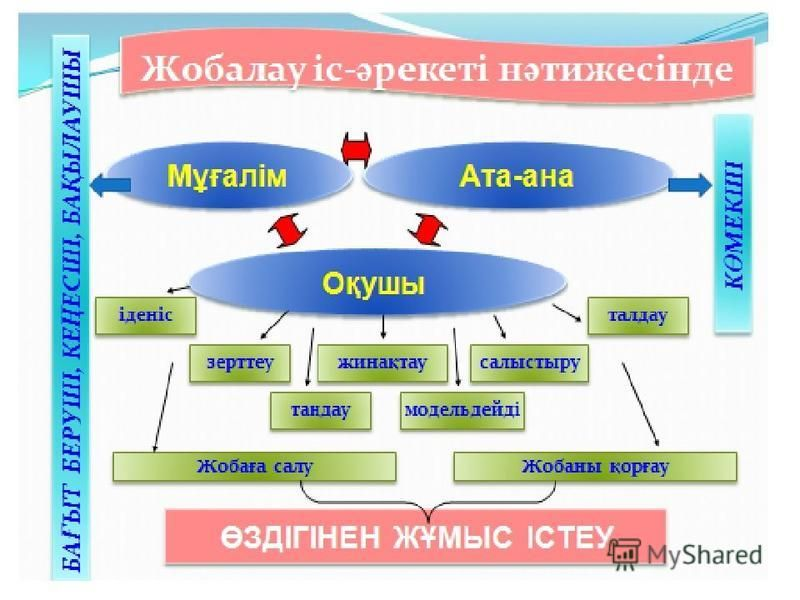 Жобалау іс-әрекеті нәтижесінде
БАҒЫТ БЕРУШІ, КЕҢЕСШІ, БАҚЫЛАУШЫ
Мұғалім
Ата-ана
КӨМЕКШІ
Оқушы
іденіс
талдау
зерттеу
жинақтау
салыстыру
таңдау
модельдейді
Жобаға салу
Жобаны қорғау
ӨЗДІГІНЕН ЖҰМЫС ІСТЕУ
MyShared